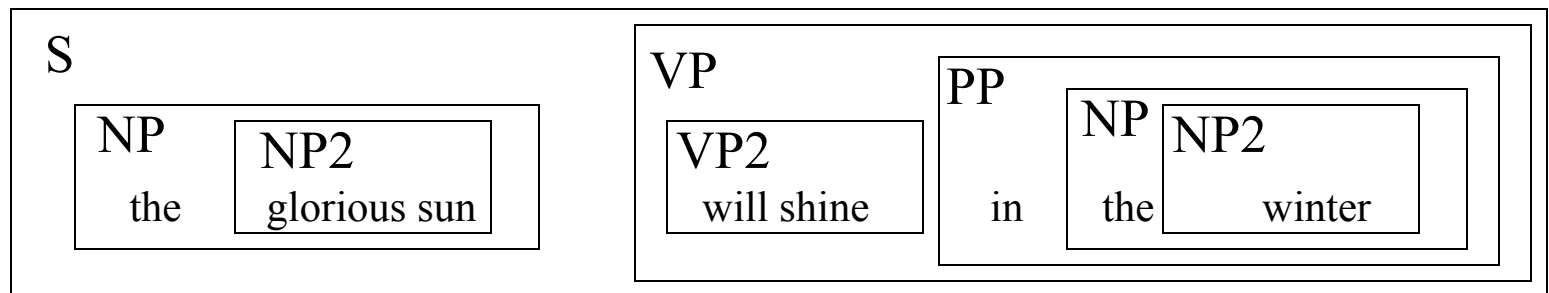 S
VP
PP
NP
NP2
NP
NP2
VP2
the
glorious sun
will shine
in
the
winter